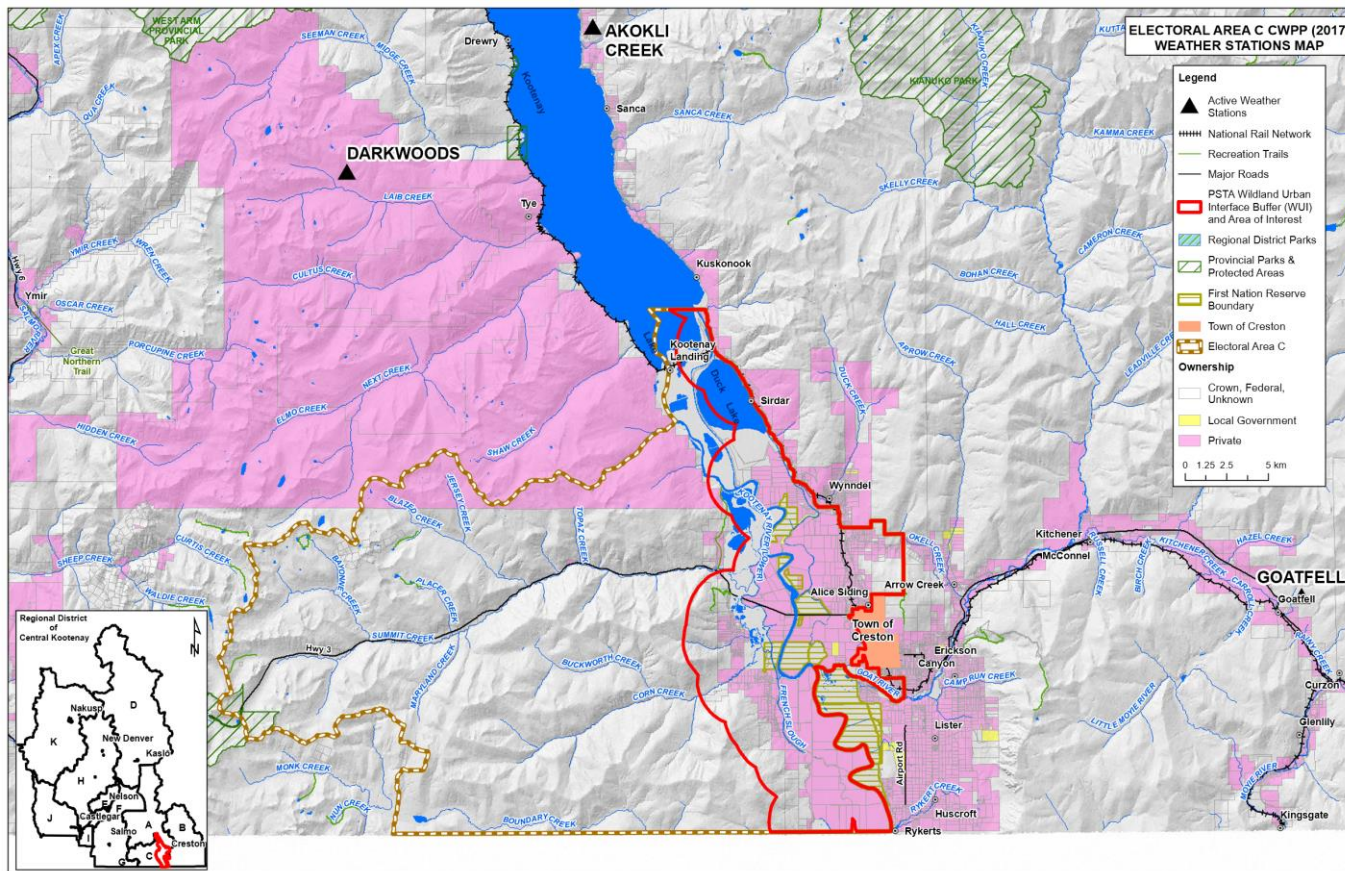 ELECTORAL AREA C CWPP (2017
WEATHER STATIONS MAP
Legend
Active Weather
Stations
National Rail Network
Recreation Trails
Major Roads
PSTA Wildland Urban
Interface Buffer (WUI)
and Area of Interest
Regional District Parks
Provincial Parks &
Protected Areas
First Nation Reserve
Boundary
Town of Creston
Electoral Area C
Ownership
Crown, Federal,
Unknown
Local Government
Private
0 1.25 2.5 5 km
WEST ARM
PROVINCIAL
PARK
APEX CREEK
SEEMAN CREEK
MIDGE CREEK
QUA CREEK
Drewry
Kootenay
AKOKLI
CREEK
Sanca
SANCA CREEK
KIANUKO PARK
KIANUKO CREEK
KUTTA
KAMMA CREEK
DARKWOODS
LAIB CREEK
Tye
SKELLY CREEK
YMIR CREEK
WREN CREEK
Hwy 6
Ymir
OSCAR CREEK
SALMO RIVER
CULTUS CREEK
Kuskonook
CAMERON CREEK
BOHAN CREEK
HALL CREEK
LEADVILLE CREEK
Great
Northern
Trail
PORCUPINE CREEK
NEXT CREEK
ELMO CREEK
HIDDEN CREEK
SHAW CREEK
Kootenay
Landing
Duck
Lake
Sirdar
ARROW CREEK
DUCK CREEK
JERSEY CREEK
BLAZED CREEK
TOPAZ CREEK
Wynndel
KOOTENAY RIVER (LOWER)
SHEEP CREEK
CURTIS CREEK
WALDIE CREEK
BAYONNE CREEK
PLACER CREEK
SUMMIT CREEK
Hwy 3
MARYLAND CREEK
BUCKWORTH CREEK
CORN CREEK
OKELL CREEK
Arrow Creek
Alice Siding
Town of
Creston
Erickson
Canyon
GOAT RIVER
CAMP RUN CREEK
Kitchener
McConnel
RUSSELL CREEK
BIRCH CREEK
KITCHENER CREEK
CARROLL CREEK
HAZEL CREEK
GOATFELL
Goatfell
RAINY CREEK
Curzon
LITTLE MOYIE RIVER
Glenlily
MOYIE RIVER
Kingsgate
FRENCH SLOUGH
Lister
Airport Rd
RYKERT CREEK
Huscroft
Rykerts
MONK CREEK
NUN CREEK
BOUNDARY CREEK
Regional District
of
Central Kootenay
N
D
Nakusp
K
New Denver
Kaslo
H
Nelson
E
F
J
Castlegar
I
Salmo
A
B
Creston
G
C